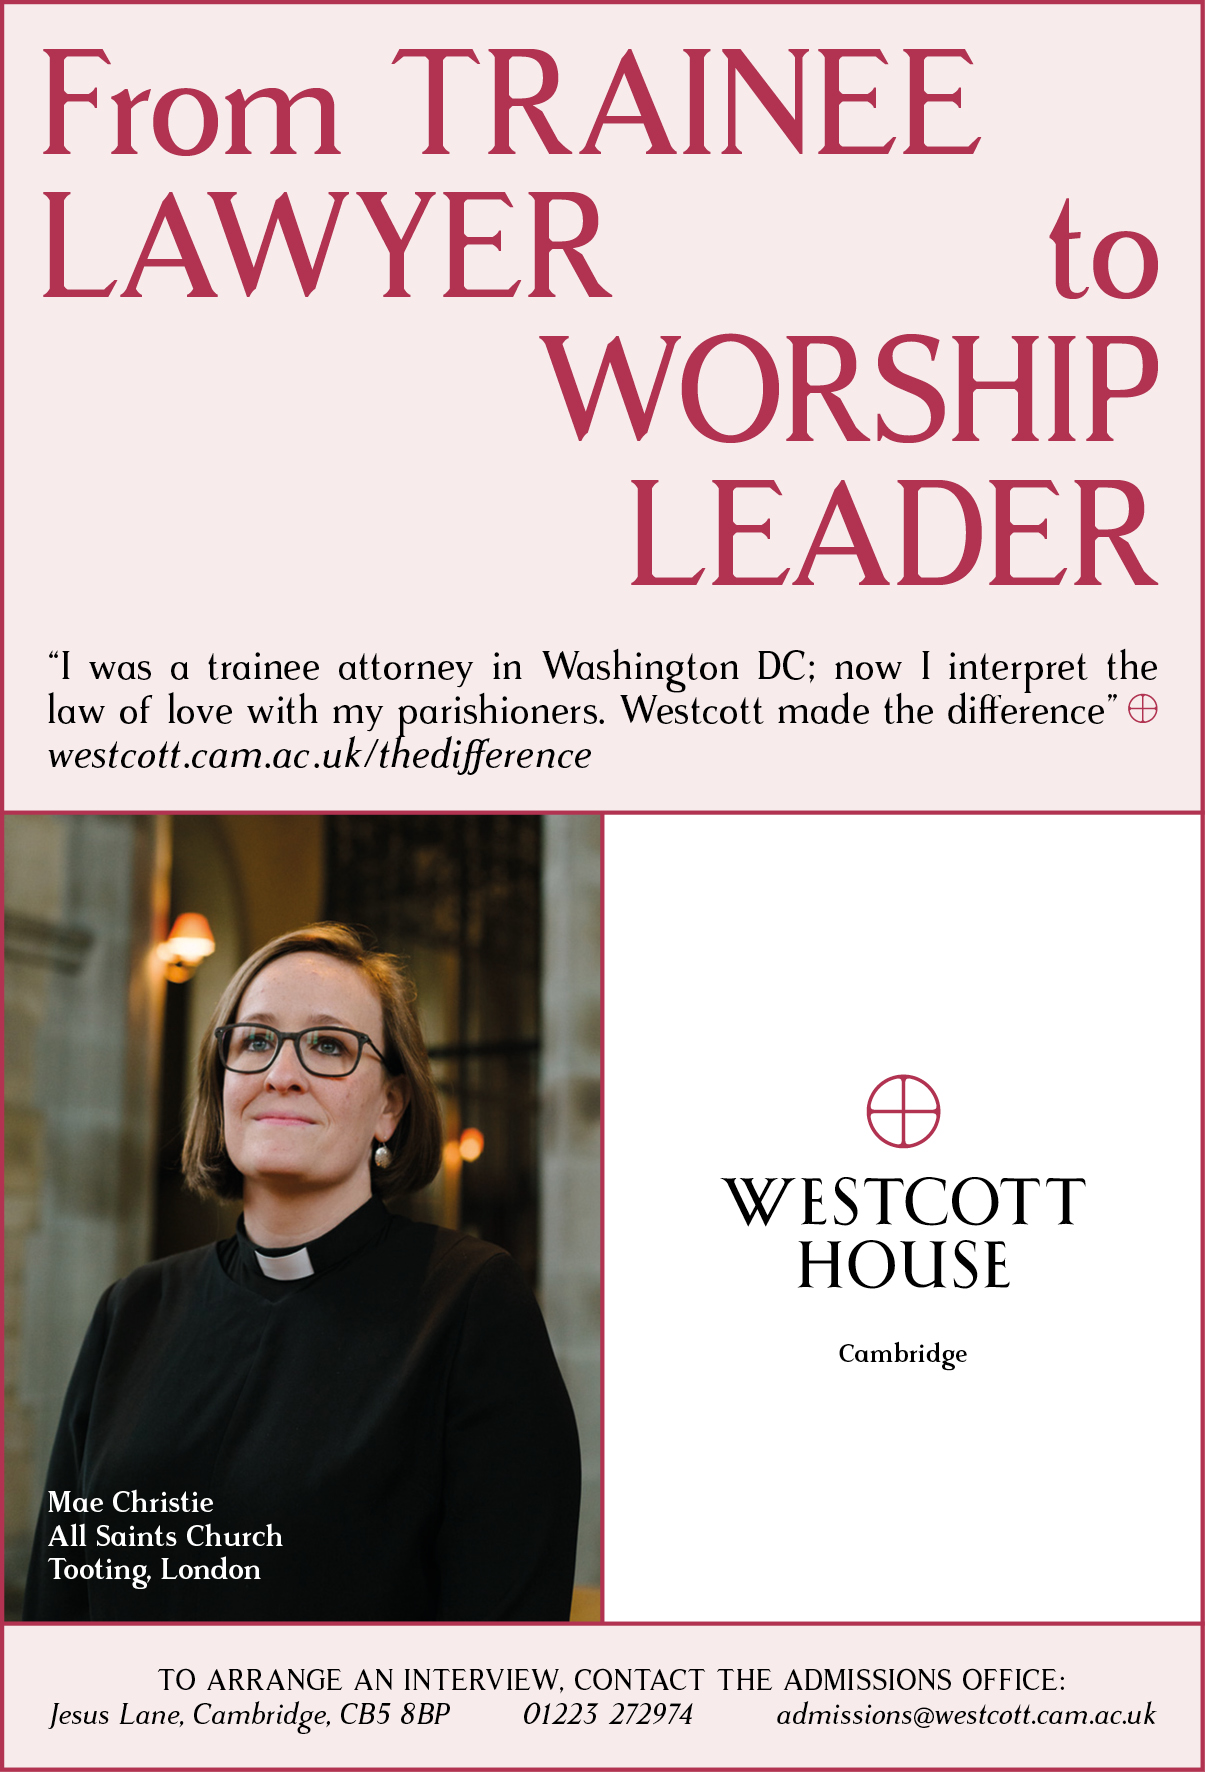 From TRAINEE
LAWYER to
WORSHIP
LEADER
“I was a trainee attorney in Washington DC; now I interpret the
law of love with my parishioners. Westcott made the difference”
westcott.cam.ac.uk/thedifference
Mae Christie
All Saints Church
Tooting, London
WESTCOTT
HOUSE
Cambridge
TO ARRANGE AN INTERVIEW, CONTACT THE ADMISSIONS OFFICE:
Jesus Lane, Cambridge, CB5 8BP 01223 272974 admissions@westcott.cam.ac.uk